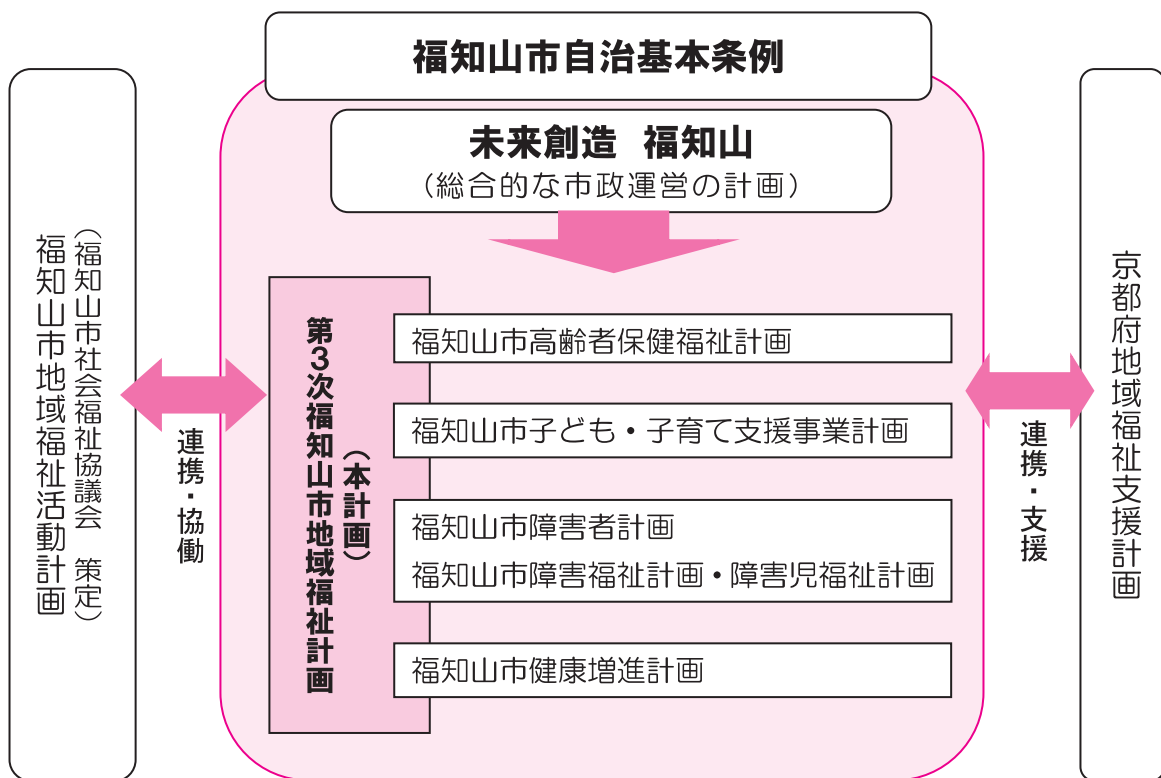 福知山市自治基本条例
未来創造 福知山
（総合的な市政運営の計画）
福知山市地域福祉活動計画
（福知山市社会福祉協議会 策定）
連携・協働
第３次福知山市地域福祉計画
（本計画）
福知山市高齢者保健福祉計画
福知山市子ども・子育て支援事業計画
福知山市障害者計画
福知山市障害福祉計画・障害児福祉計画
福知山市健康増進計画
連携・支援
京都府地域福祉支援計画